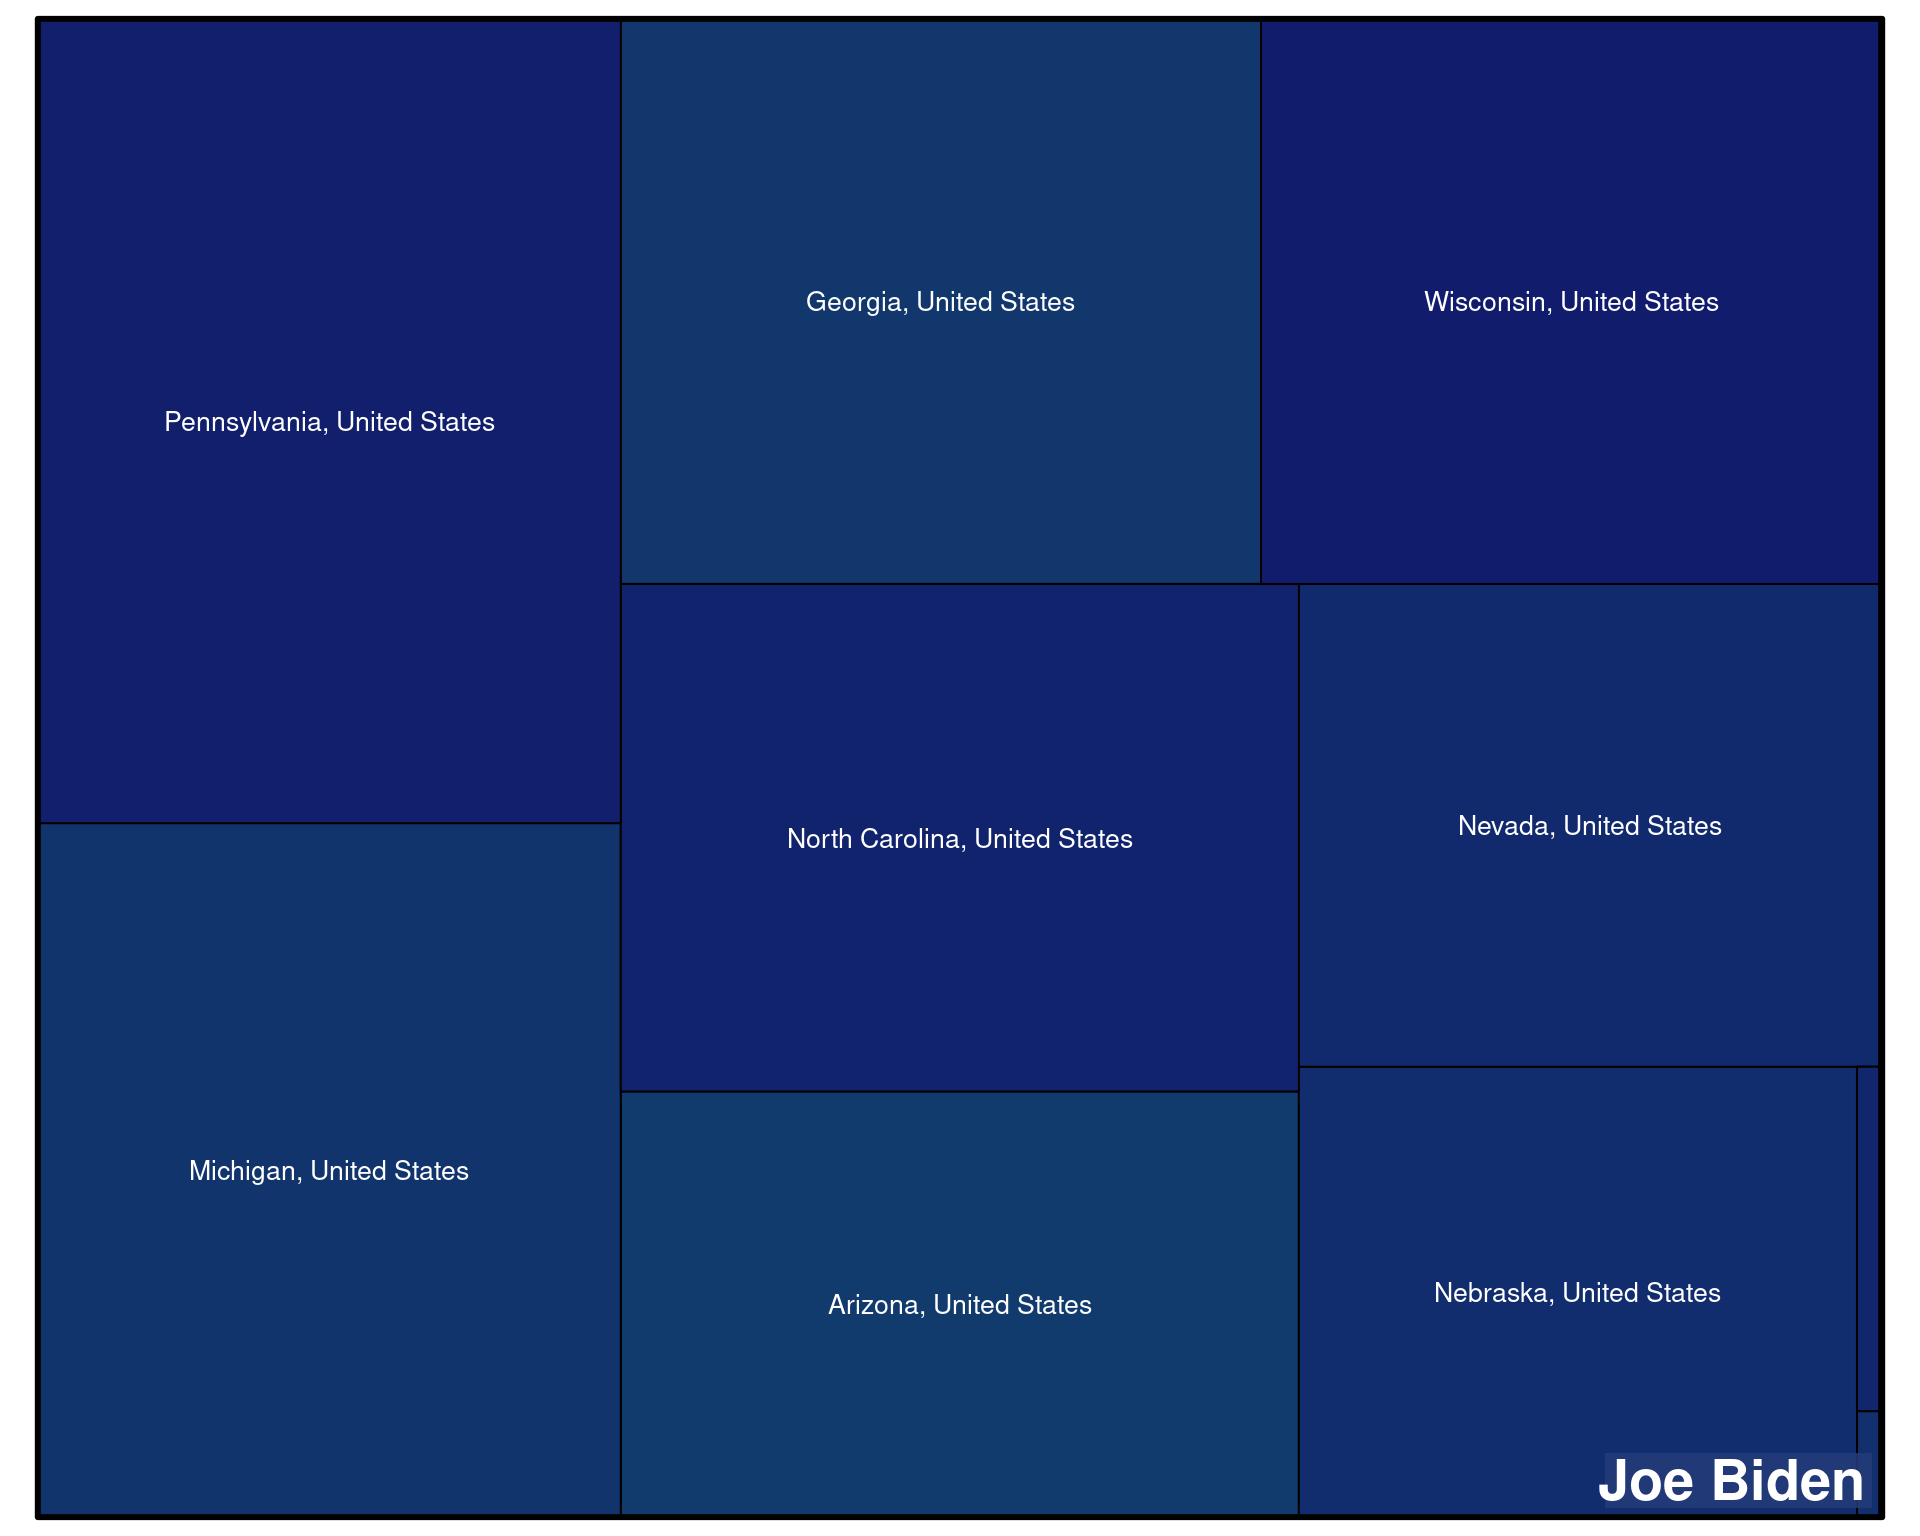 Pennsylvania, United States
Georgia, United States
Wisconsin, United States
North Carolina, United States
Nevada, United States
Michigan, United States
Arizona, United States
Nebraska, United States
Joe Biden